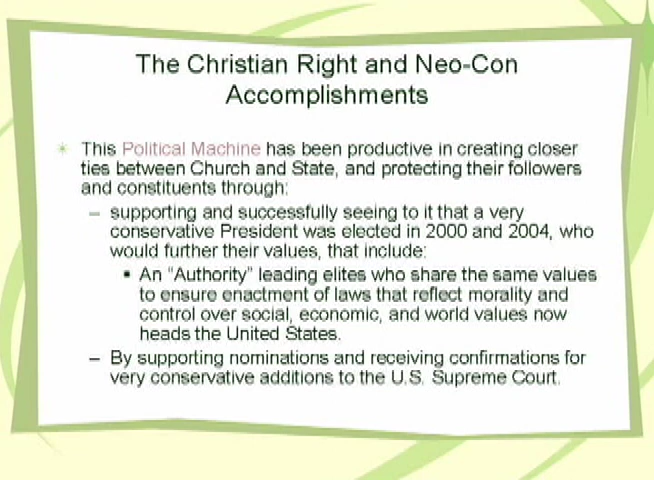 The Christian Right and Neo-Con
Accomplishments
This Political Machine has been productive in creating closer
ties between Church and State, and protecting their followers
and constituents through:
– supporting and successfully seeing to it that a very
conservative President was elected in 2000 and 2004, who
would further their values, that include:
▪ An "Authority" leading elites who share the same values
to ensure enactment of laws that reflect morality and
control over social, economic, and world values now
heads the United States.
– By supporting nominations and receiving confirmations for
very conservative additions to the U.S. Supreme Court.